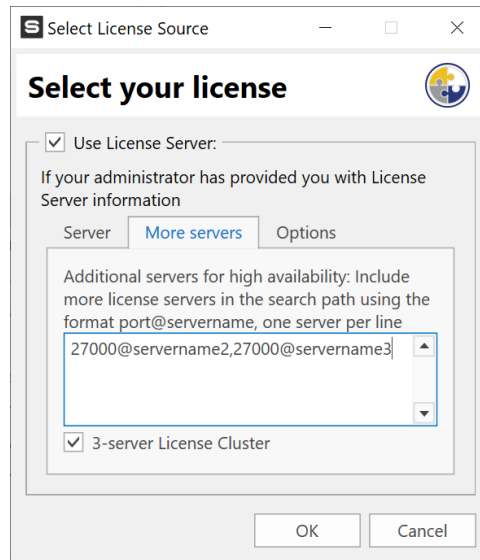 S Select License Source
Select your license
Use License Server:
If your administrator has provided you with License
Server information
Server More servers Options
Additional servers for high availability: Include
more license servers in the search path using the
format port@servername, one server per line
27000@servername2,27000@servername3
3-server License Cluster
OK Cancel